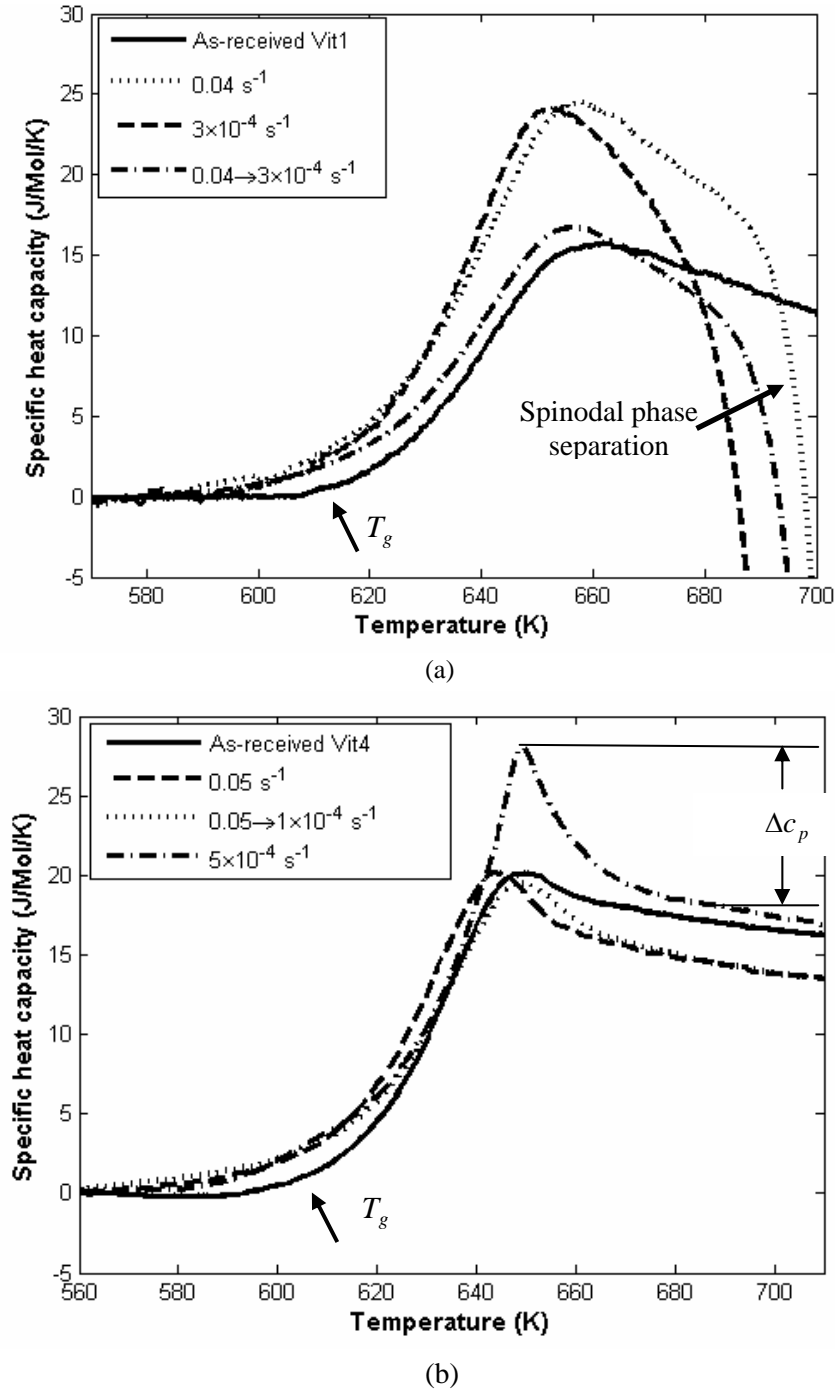 30
25
20
15
10
5
0
-5
Specific heat capacity (J/Mol/K)
As-received Vit1
0.04 s⁻¹
3×10⁻⁴ s⁻¹
0.04→3×10⁻⁴ s⁻¹
Spinodal phase
separation
T_g
580 600 620 640 660 680 700
Temperature (K)
(a)
30
25
20
15
10
5
0
-5
Specific heat capacity (J/Mol/K)
As-received Vit4
0.05 s⁻¹
0.05→1×10⁻⁴ s⁻¹
5×10⁻⁴ s⁻¹
Δc_p
T_g
560 580 600 620 640 660 680 700
Temperature (K)
(b)